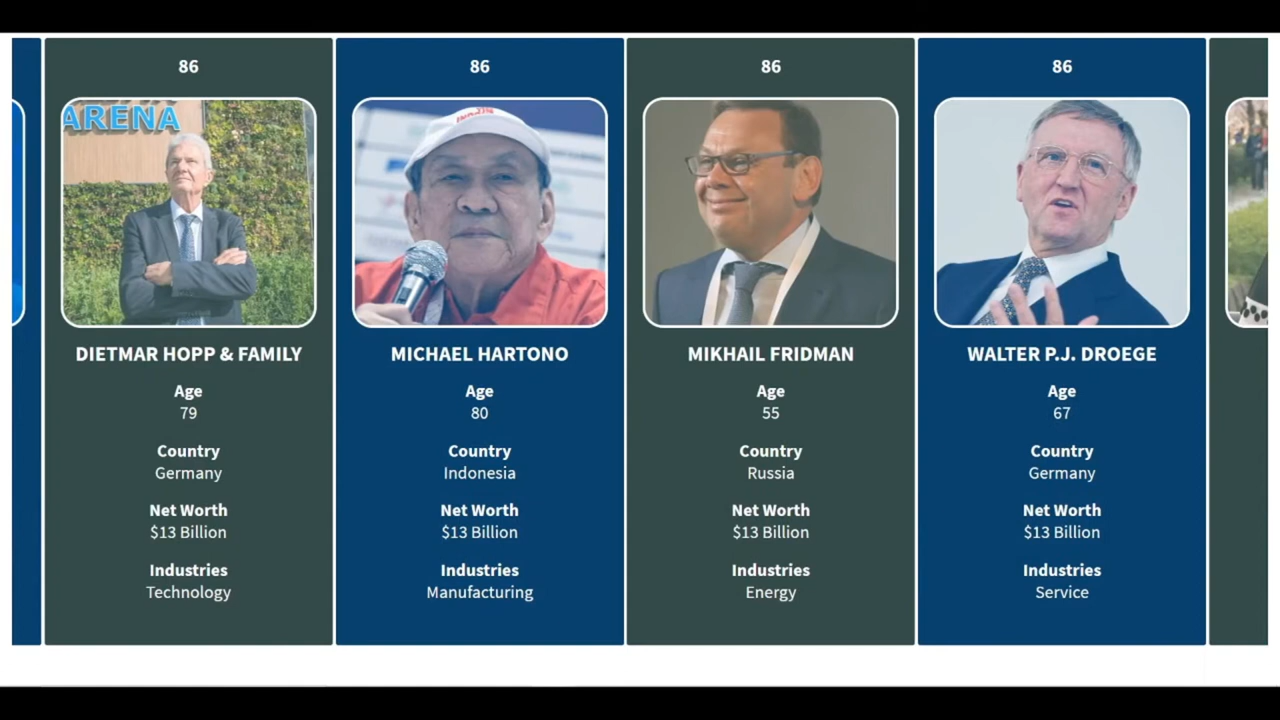 86
ARENA
DIETMAR HOPP & FAMILY
Age
79
Country
Germany
Net Worth
$13 Billion
Industries
Technology
86
MICHAEL HARTONO
Age
80
Country
Indonesia
Net Worth
$13 Billion
Industries
Manufacturing
86
MIKHAIL FRIDMAN
Age
55
Country
Russia
Net Worth
$13 Billion
Industries
Energy
86
WALTER P.J. DROEGE
Age
67
Country
Germany
Net Worth
$13 Billion
Industries
Service